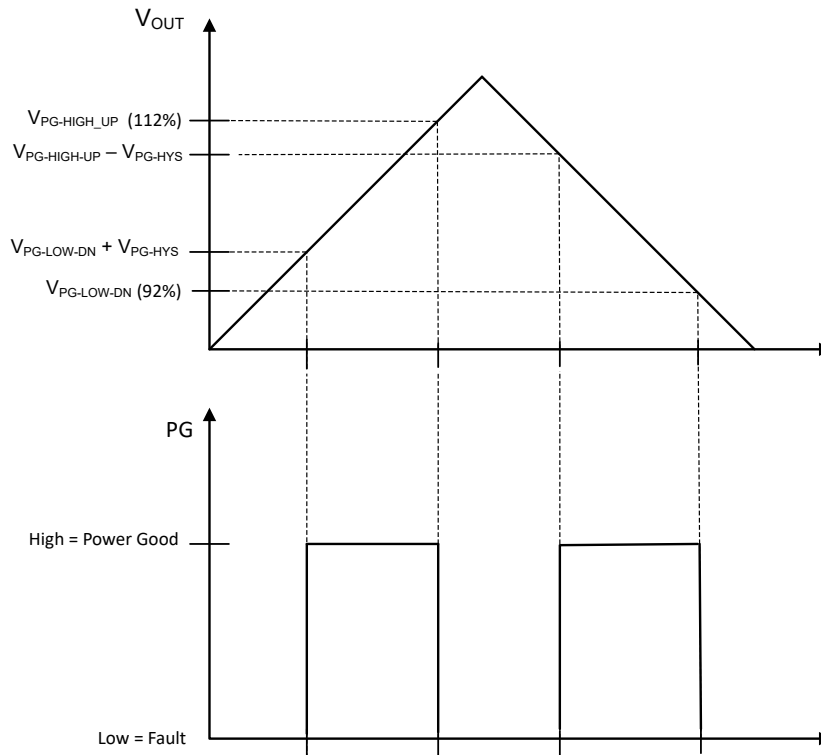 VOUT
VPG-HIGH_UP (112%)
VPG-HIGH-UP – VPG-HYS
VPG-LOW-DN + VPG-HYS
VPG-LOW-DN (92%)
PG
High = Power Good
Low = Fault